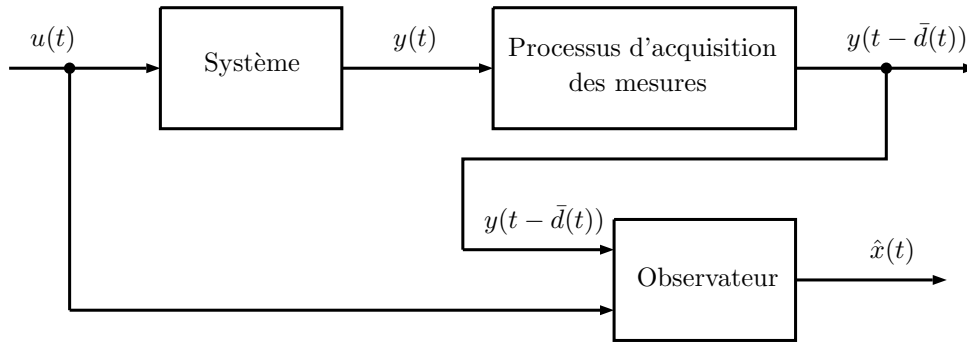 u(t)
Système
y(t)
Processus d'acquisition
des mesures
y(t − d̄(t))
y(t − d̄(t))
Observateur
x̂(t)